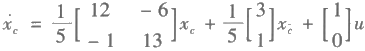 ẋ_c = 1/5 [ 12 - 6 ; - 1 13 ] x_c + 1/5 [ 3 ; 1 ] x_c̄ + [ 1 ; 0 ] u